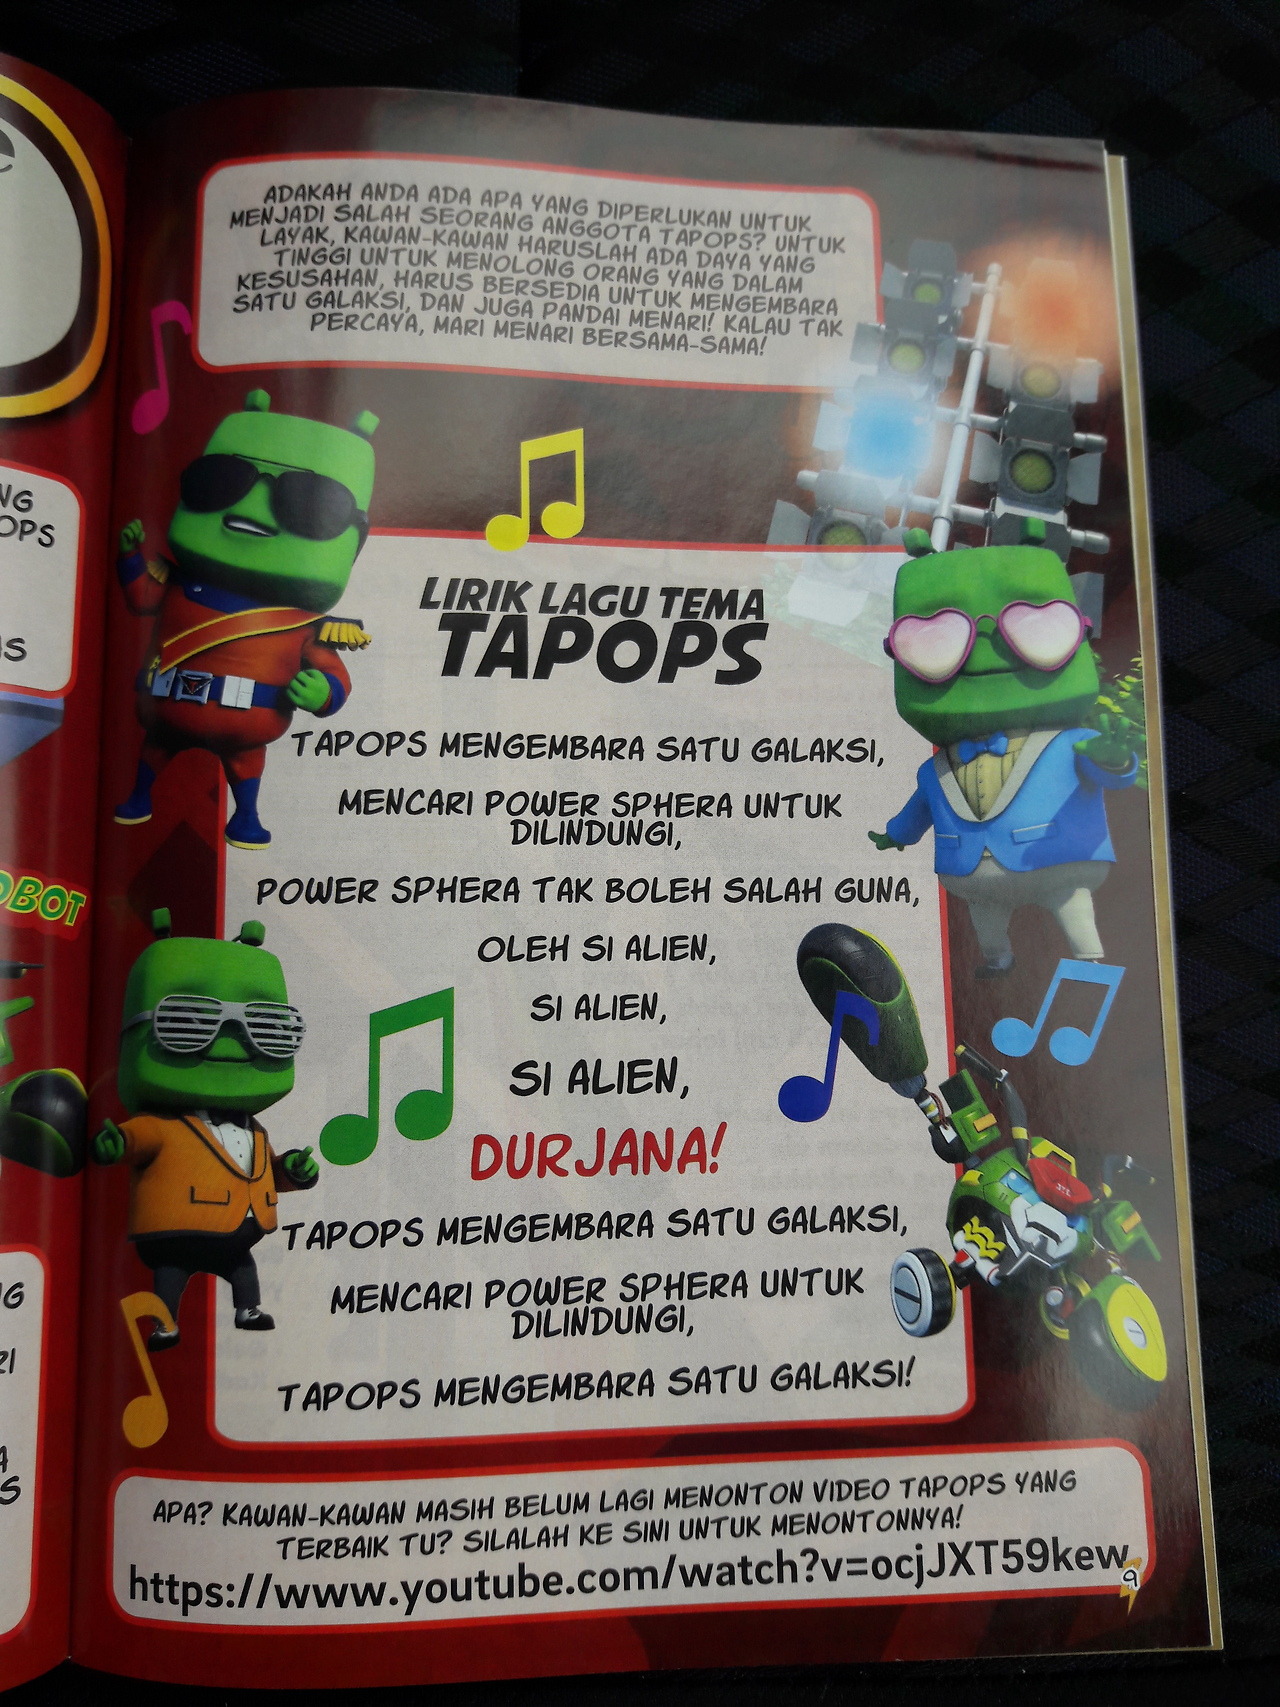 ADAKAH ANDA ADA APA YANG DIPERLUKAN UNTUK
MENJADI SALAH SEORANG ANGGOTA TAPOPS? UNTUK
LAYAK, KAWAN-KAWAN HARUSLAH ADA DAYA YANG
TINGGI UNTUK MENOLONG ORANG YANG DALAM
KESUSAHAN, HARUS BERSEDIA UNTUK MENGEMBARA
SATU GALAKSI, DAN JUGA PANDAI MENARI! KALAU TAK
PERCAYA, MARI MENARI BERSAMA-SAMA!
LIRIK LAGU TEMA
TAPOPS
TAPOPS MENGEMBARA SATU GALAKSI,
MENCARI POWER SPHERA UNTUK
DILINDUNGI,
POWER SPHERA TAK BOLEH SALAH GUNA,
OLEH SI ALIEN,
SI ALIEN,
SI ALIEN,
DURJANA!
TAPOPS MENGEMBARA SATU GALAKSI,
MENCARI POWER SPHERA UNTUK
DILINDUNGI,
TAPOPS MENGEMBARA SATU GALAKSI!
APA? KAWAN-KAWAN MASIH BELUM LAGI MENONTON VIDEO TAPOPS YANG
TERBAIK TU? SILALAH KE SINI UNTUK MENONTONNYA!
https://www.youtube.com/watch?v=ocjJXT59kew
9